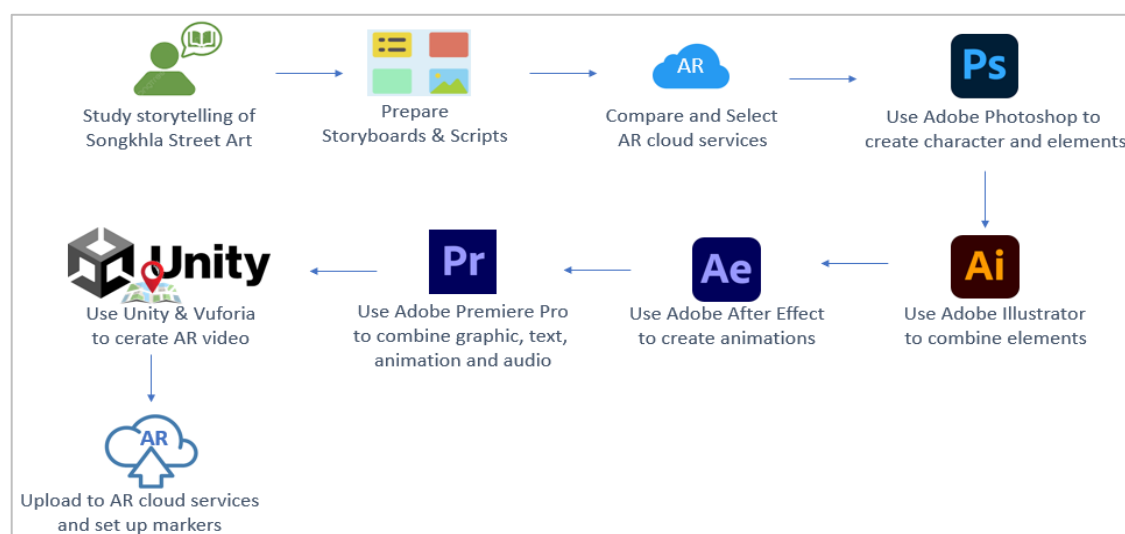 Study storytelling of
Songkhla Street Art
Prepare
Storyboards & Scripts
AR
Compare and Select
AR cloud services
Ps
Use Adobe Photoshop to
create character and elements
Ai
Use Adobe Illustrator
to combine elements
Ae
Use Adobe After Effect
to create animations
Pr
Use Adobe Premiere Pro
to combine graphic, text,
animation and audio
Unity
Use Unity & Vuforia
to cerate AR video
AR
Upload to AR cloud services
and set up markers